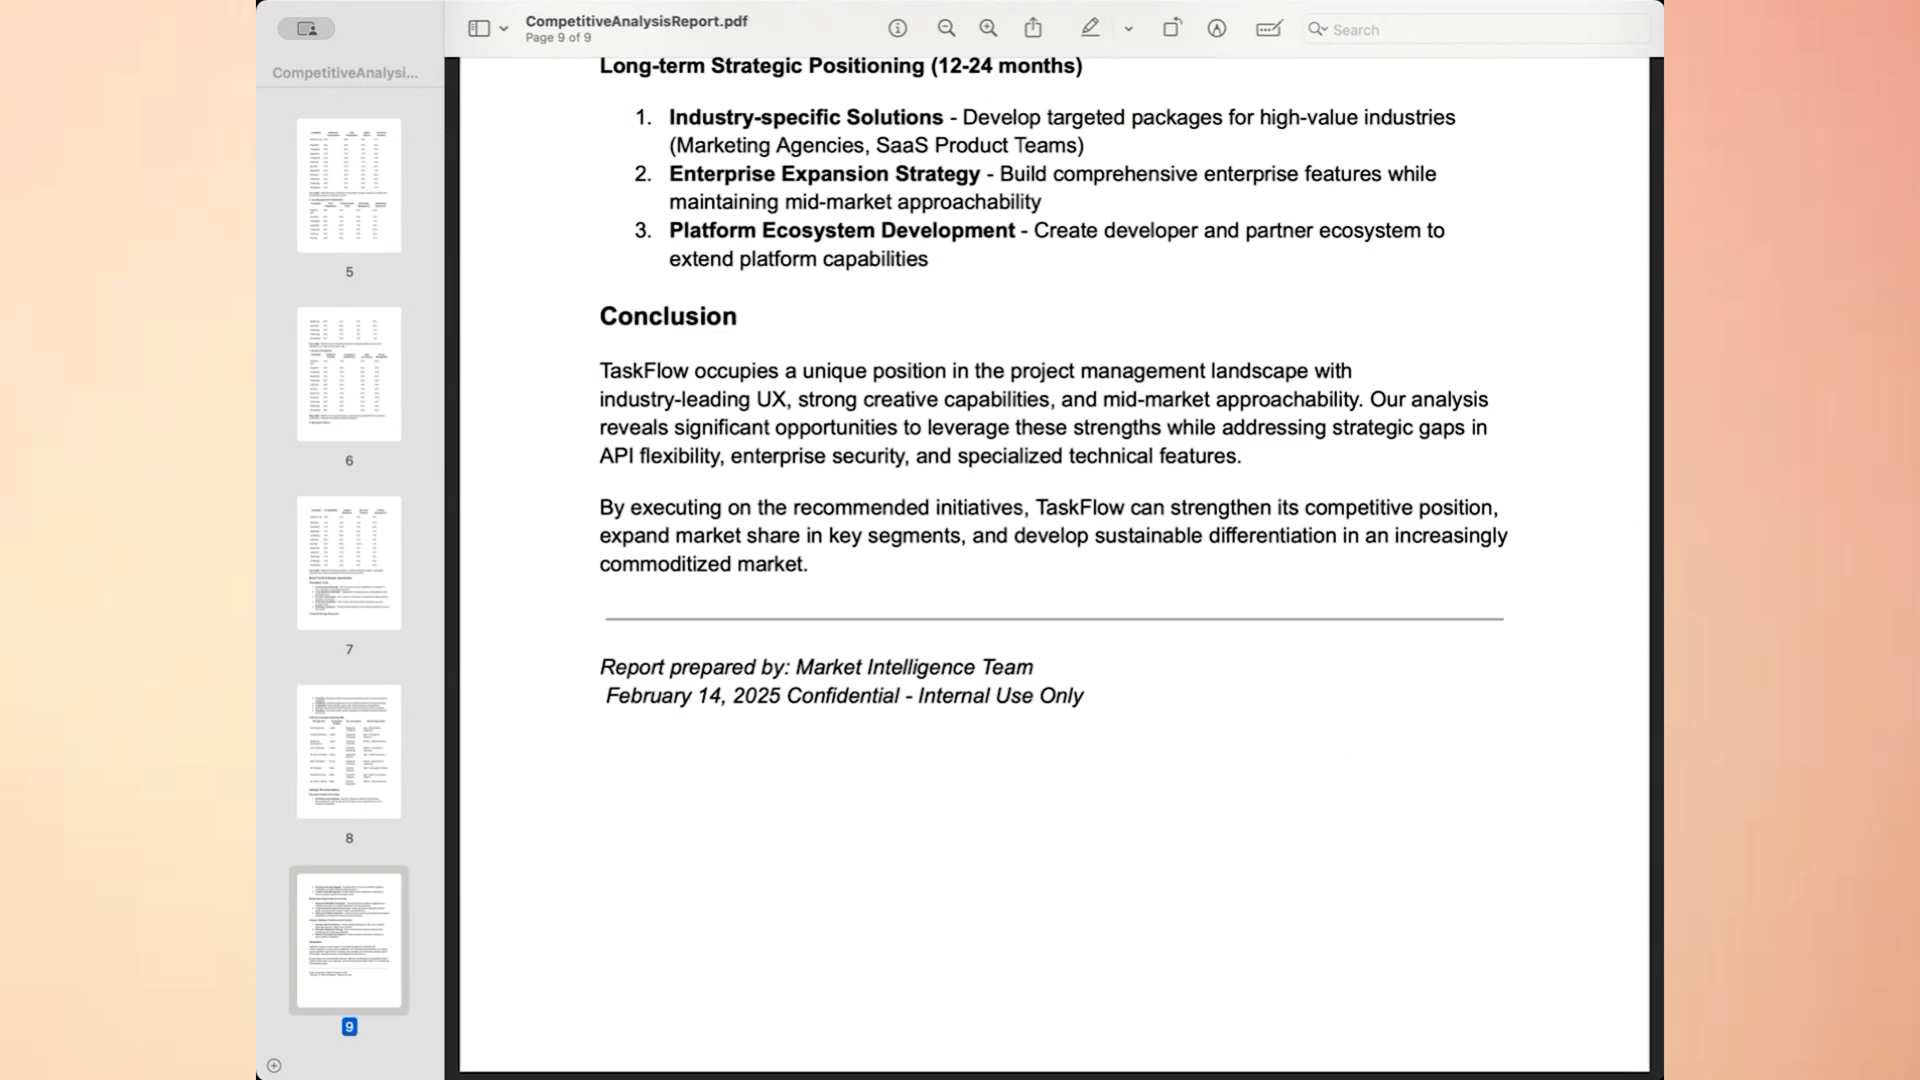 CompetitiveAnalysisReport.pdf
Page 9 of 9
Search
CompetitiveAnalysi...
5
6
7
8
9
Long-term Strategic Positioning (12-24 months)
1. Industry-specific Solutions - Develop targeted packages for high-value industries
(Marketing Agencies, SaaS Product Teams)
2. Enterprise Expansion Strategy - Build comprehensive enterprise features while
maintaining mid-market approachability
3. Platform Ecosystem Development - Create developer and partner ecosystem to
extend platform capabilities
Conclusion
TaskFlow occupies a unique position in the project management landscape with
industry-leading UX, strong creative capabilities, and mid-market approachability. Our analysis
reveals significant opportunities to leverage these strengths while addressing strategic gaps in
API flexibility, enterprise security, and specialized technical features.
By executing on the recommended initiatives, TaskFlow can strengthen its competitive position,
expand market share in key segments, and develop sustainable differentiation in an increasingly
commoditized market.
Report prepared by: Market Intelligence Team
February 14, 2025 Confidential - Internal Use Only